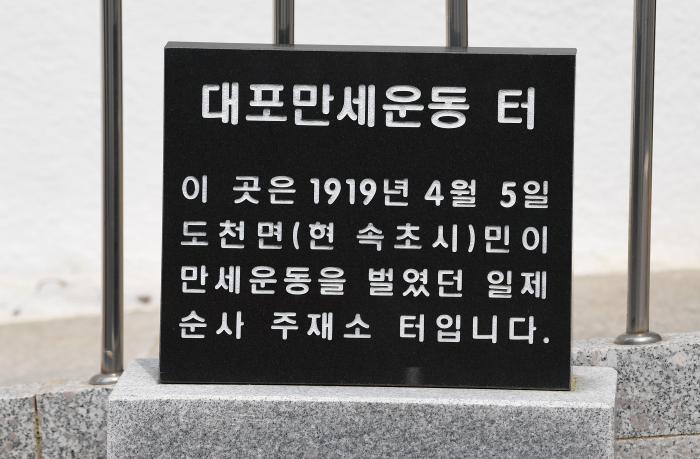 대포만세운동 터
이 곳은 1919년 4월 5일
도천면(현 속초시)민이
만세운동을 벌였던 일제
순사 주재소 터입니다.